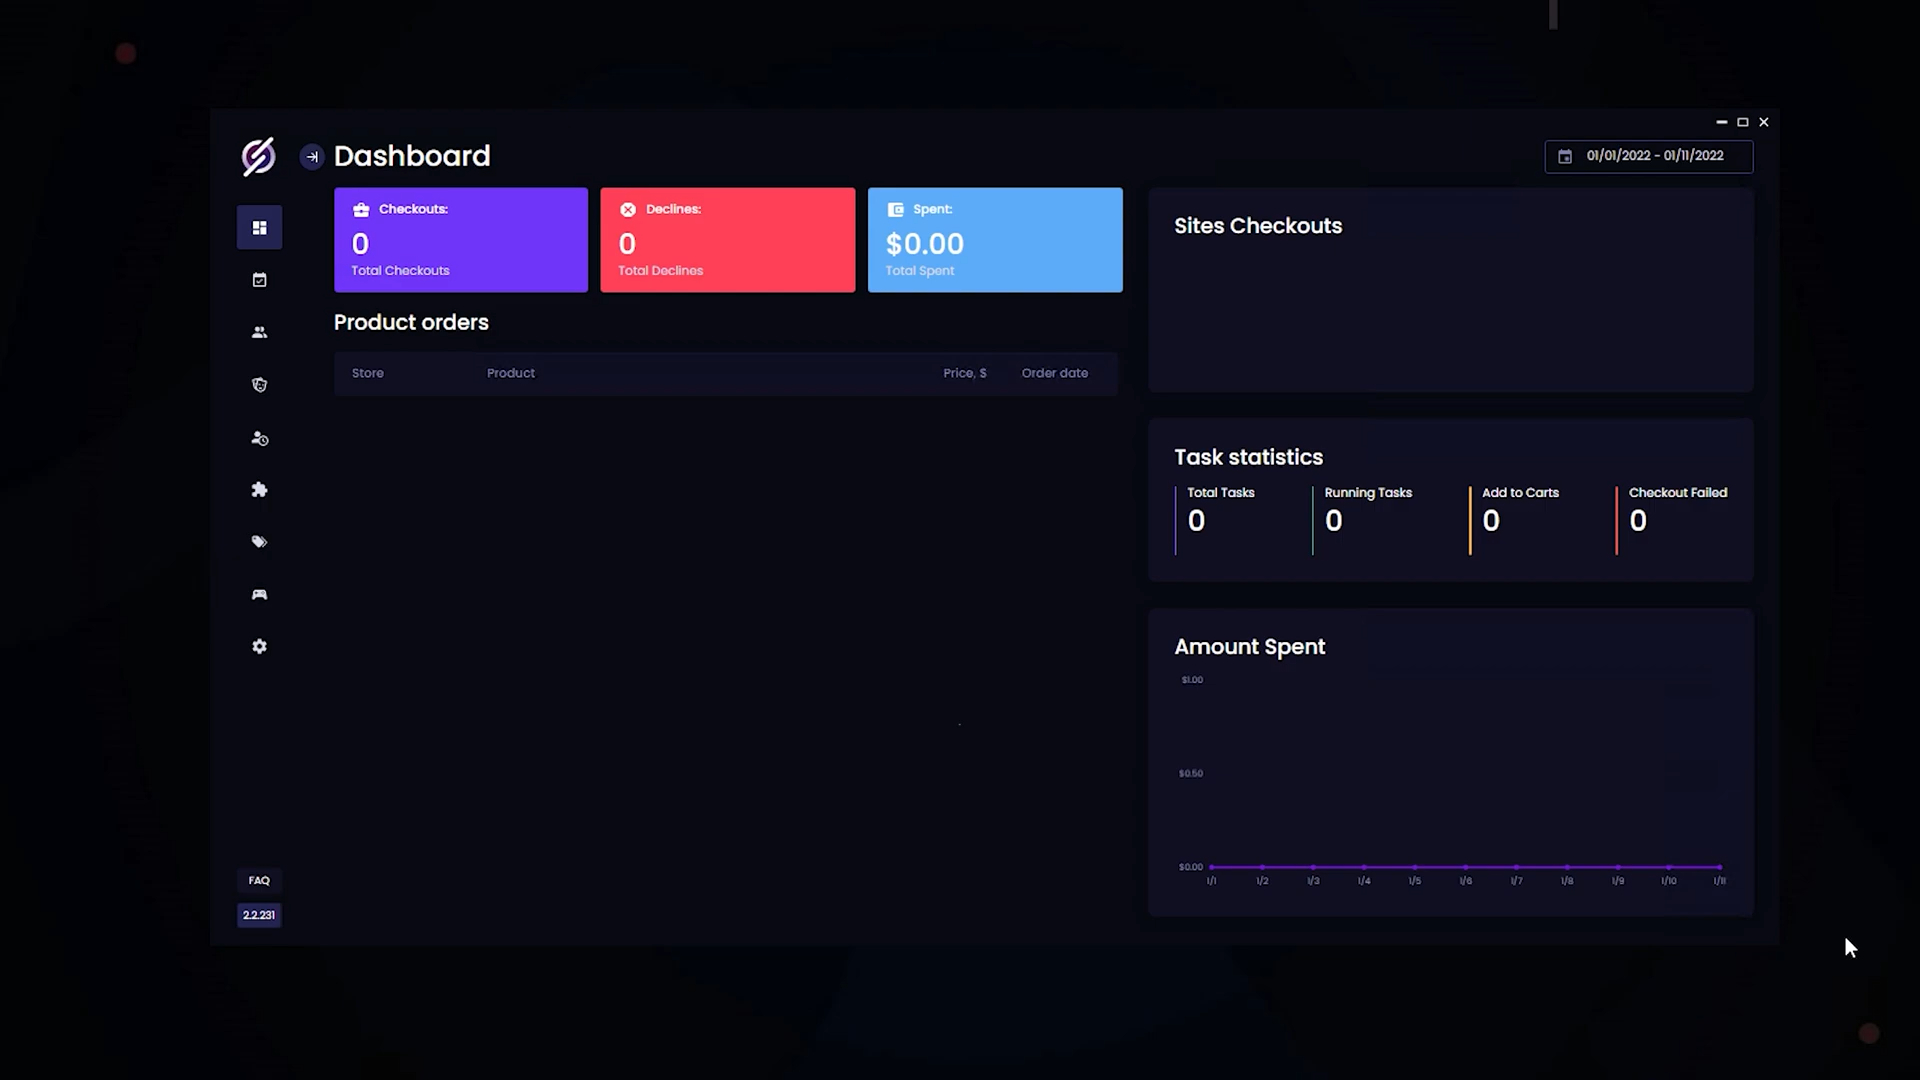 Dashboard
01/01/2022 - 01/11/2022
Checkouts:
0
Total Checkouts
Declines:
0
Total Declines
Spent:
$0.00
Total Spent
Product orders
Store
Product
Price, $
Order date
Sites Checkouts
Task statistics
Total Tasks
0
Running Tasks
0
Add to Carts
0
Checkout Failed
0
Amount Spent
$1.00
$0.50
$0.00
1/1
1/2
1/3
1/4
1/5
1/6
1/7
1/8
1/9
1/10
1/11
FAQ
2.2.231